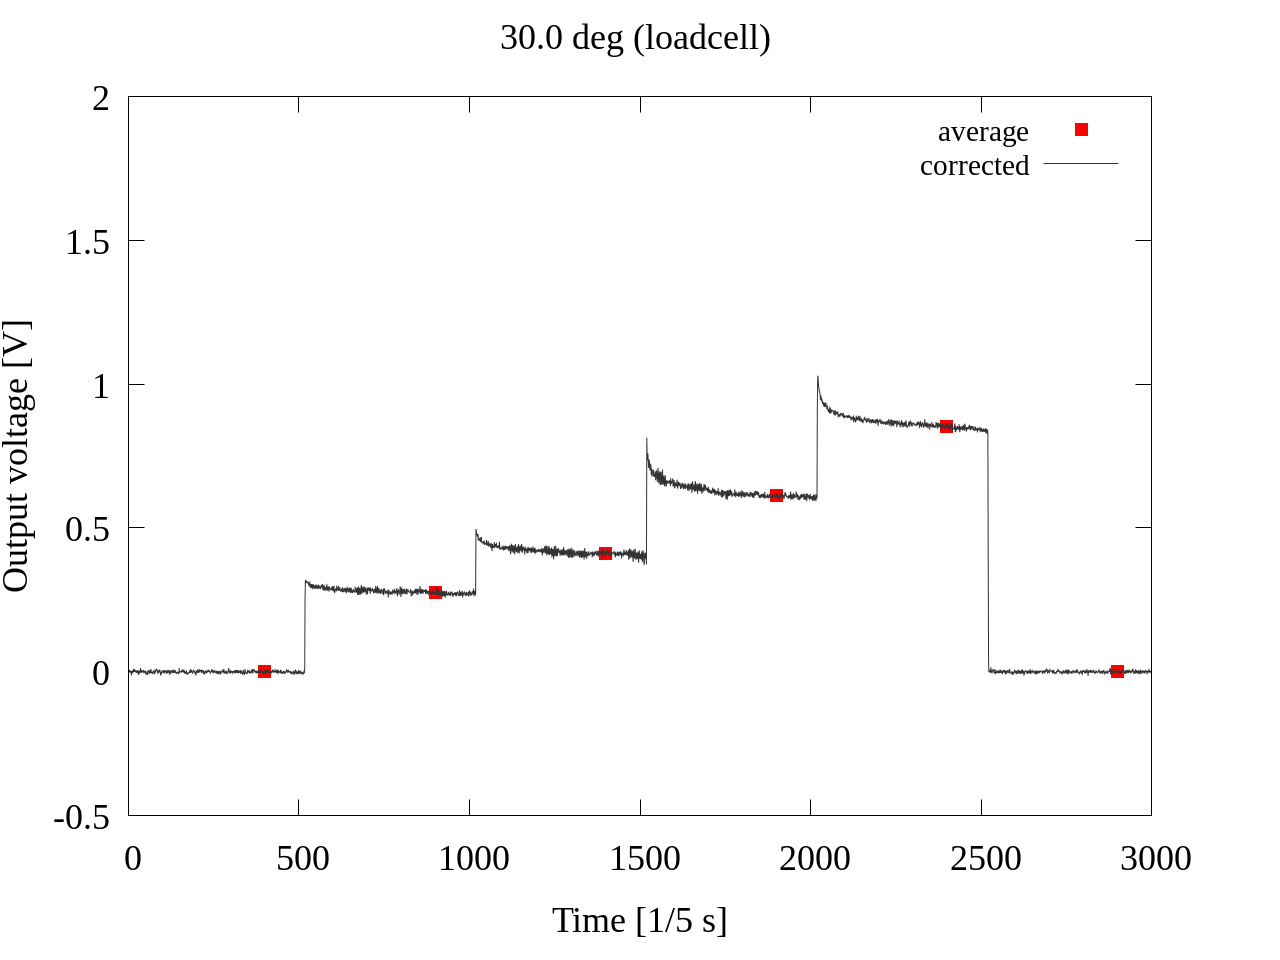 30.0 deg (loadcell)
average
corrected
2
1.5
1
0.5
0
-0.5
Output voltage [V]
0 500 1000 1500 2000 2500 3000
Time [1/5 s]